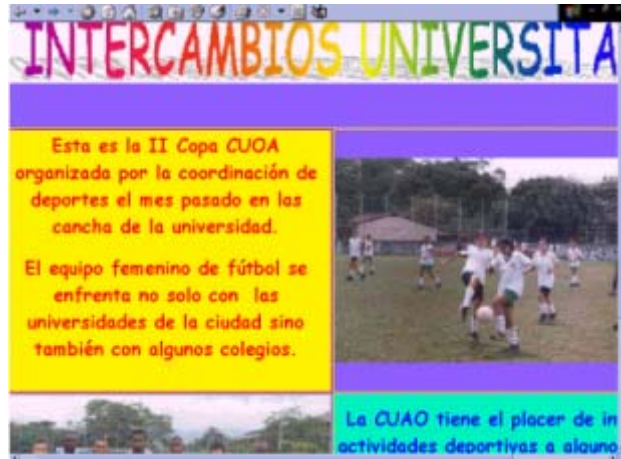 INTERCAMBIOS UNIVERSITA
Esta es la II Copa CUOA
organizada por la coordinación de
deportes el mes pasado en las
cancha de la universidad.
El equipo femenino de fútbol se
enfrenta no solo con las
universidades de la ciudad sino
también con algunos colegios.
La CUAO tiene el placer de in
actividades deportivas a alguno